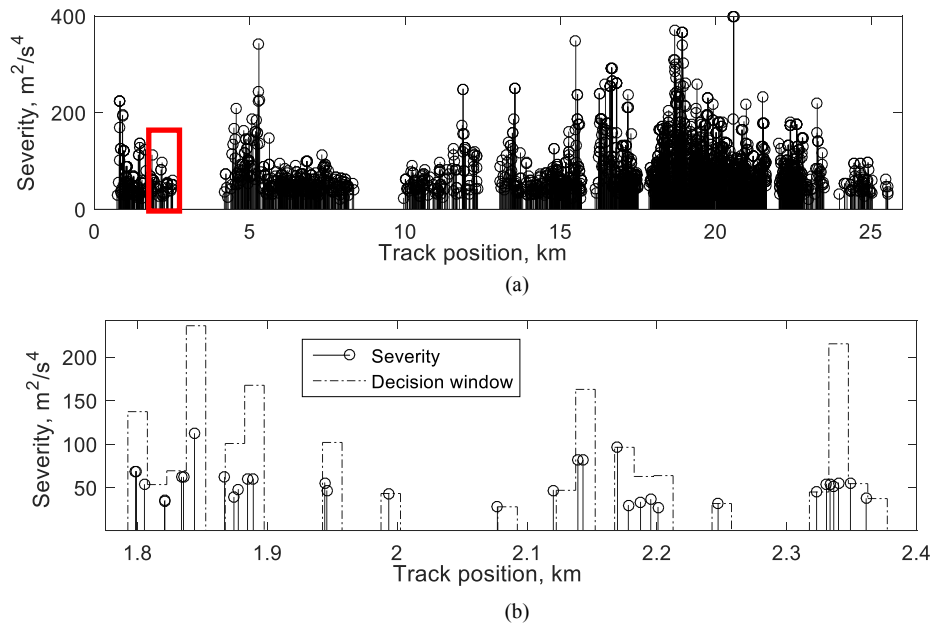 400
200
0
Severity, m²/s⁴
0 5 10 15 20 25
Track position, km
(a)
200
150
100
50
Severity, m²/s⁴
Severity
Decision window
1.8 1.9 2 2.1 2.2 2.3 2.4
Track position, km
(b)